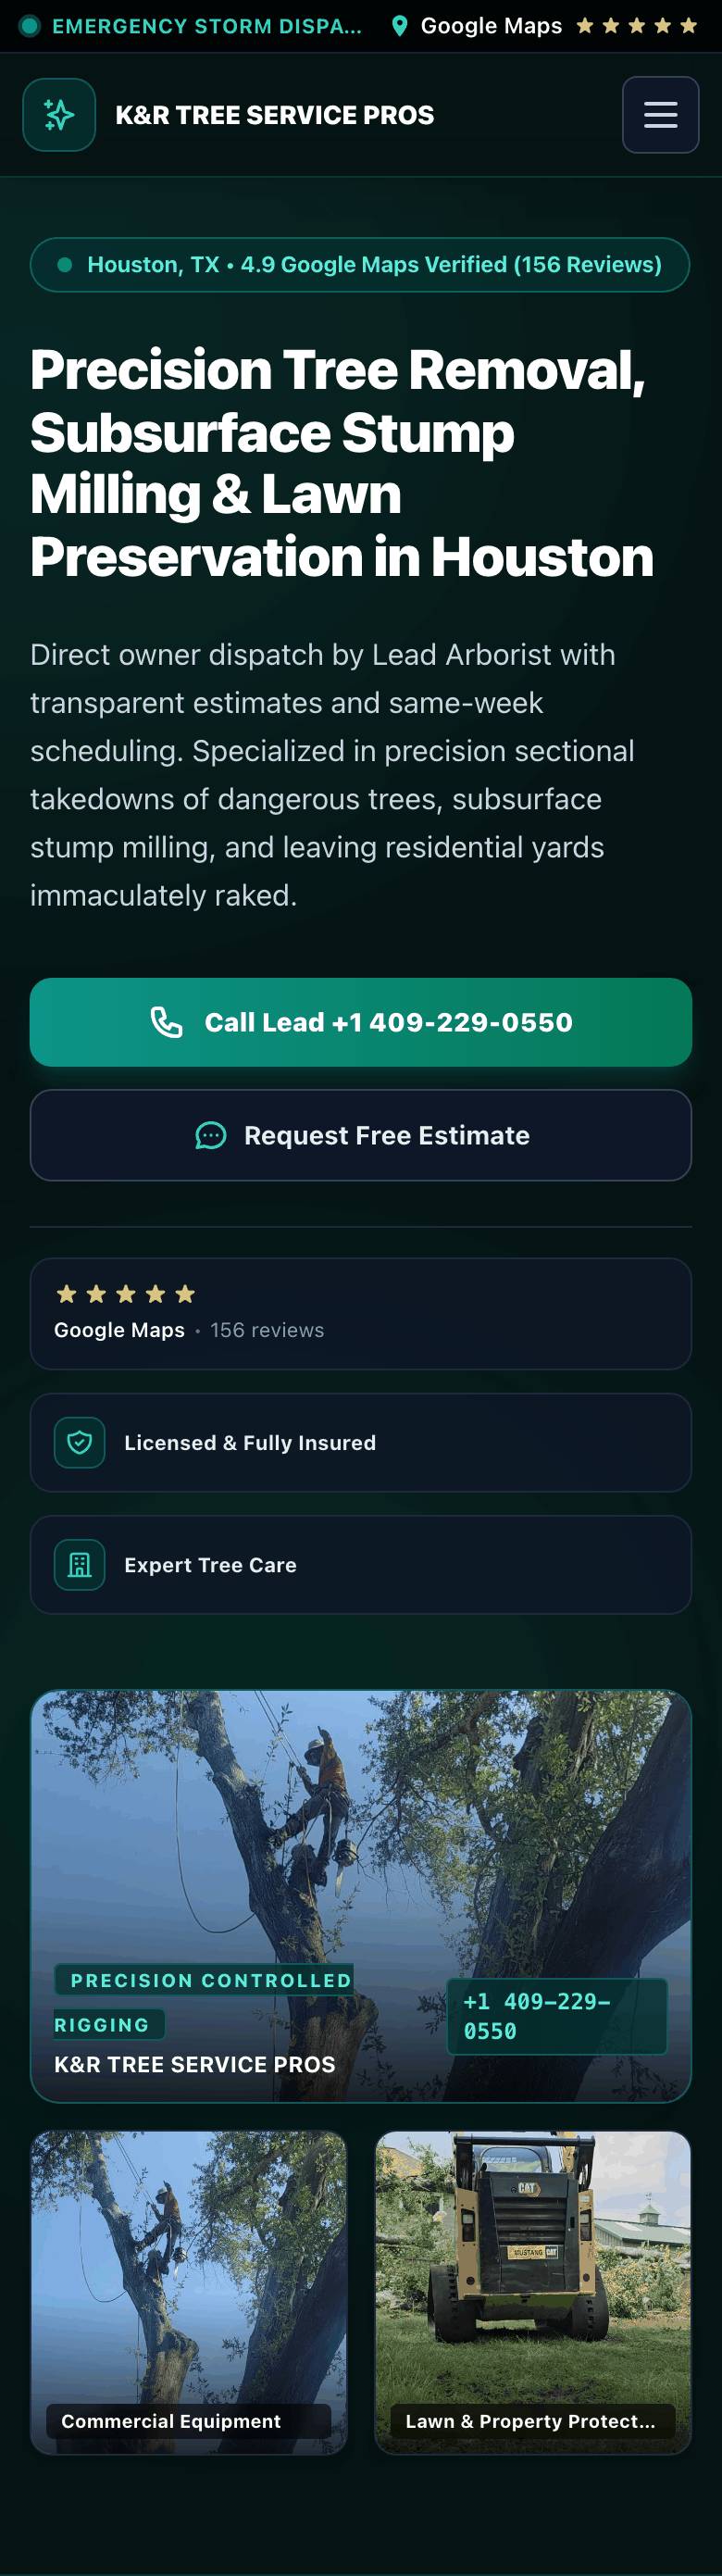 EMERGENCY STORM DISPA...
Google Maps
K&R TREE SERVICE PROS
Houston, TX • 4.9 Google Maps Verified (156 Reviews)
Precision Tree Removal,
Subsurface Stump
Milling & Lawn
Preservation in Houston
Direct owner dispatch by Lead Arborist with
transparent estimates and same-week
scheduling. Specialized in precision sectional
takedowns of dangerous trees, subsurface
stump milling, and leaving residential yards
immaculately raked.
Call Lead +1 409-229-0550
Request Free Estimate
Google Maps • 156 reviews
Licensed & Fully Insured
Expert Tree Care
PRECISION CONTROLLED
RIGGING
K&R TREE SERVICE PROS
+1 409-229-
0550
CAT
MUSTANG CAT
Commercial Equipment
Lawn & Property Protect...